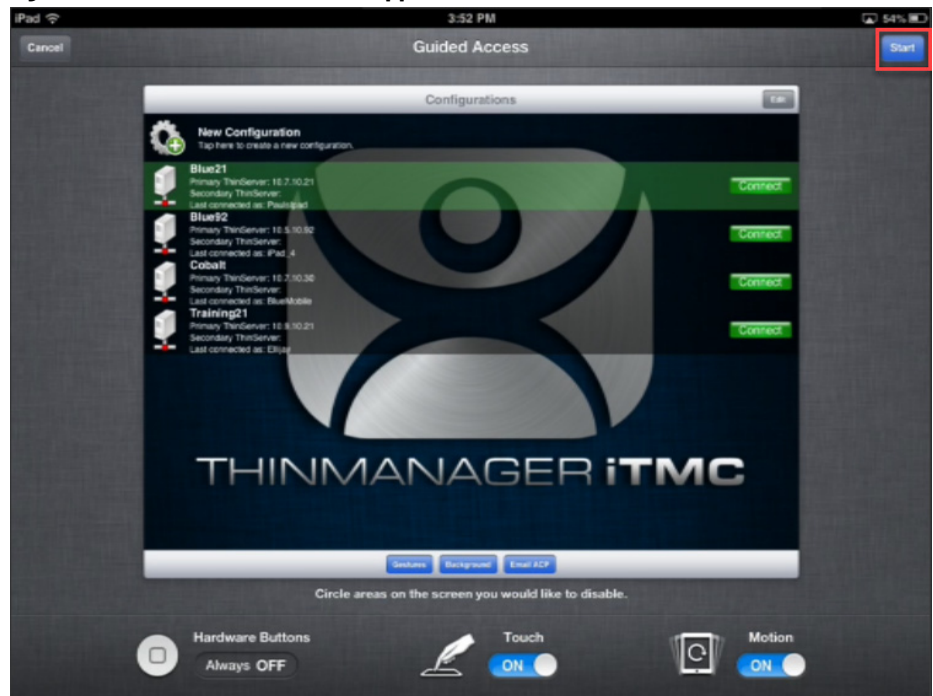 iPad 3:52 PM 54%
Cancel Guided Access Start
Configurations Edit
New Configuration
Tap here to create a new configuration.
Blue21
Primary ThinServer: 10.7.10.21
Secondary ThinServer:
Last connected as: PaulsIpad
Connect
Blue92
Primary ThinServer: 10.5.10.92
Secondary ThinServer:
Last connected as: iPad_4
Connect
Cobalt
Primary ThinServer: 10.7.10.30
Secondary ThinServer:
Last connected as: BlueMobile
Connect
Training21
Primary ThinServer: 10.8.10.21
Secondary ThinServer:
Last connected as: Ellijay
Connect
THINMANAGER iTMC
Gestures Background Email ACP
Circle areas on the screen you would like to disable.
Hardware Buttons
Always OFF
Touch
ON
Motion
ON